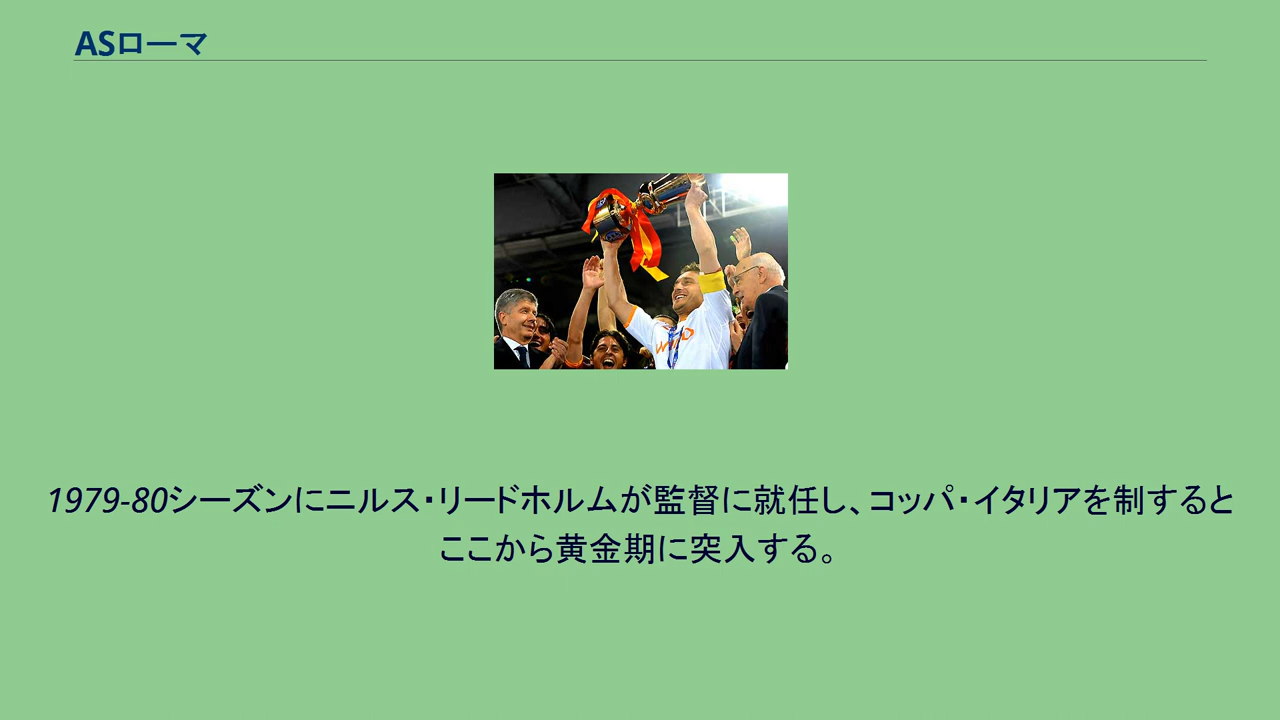 ASローマ
1979-80シーズンにニルス・リードホルムが監督に就任し、コッパ・イタリアを制すると
ここから黄金期に突入する。